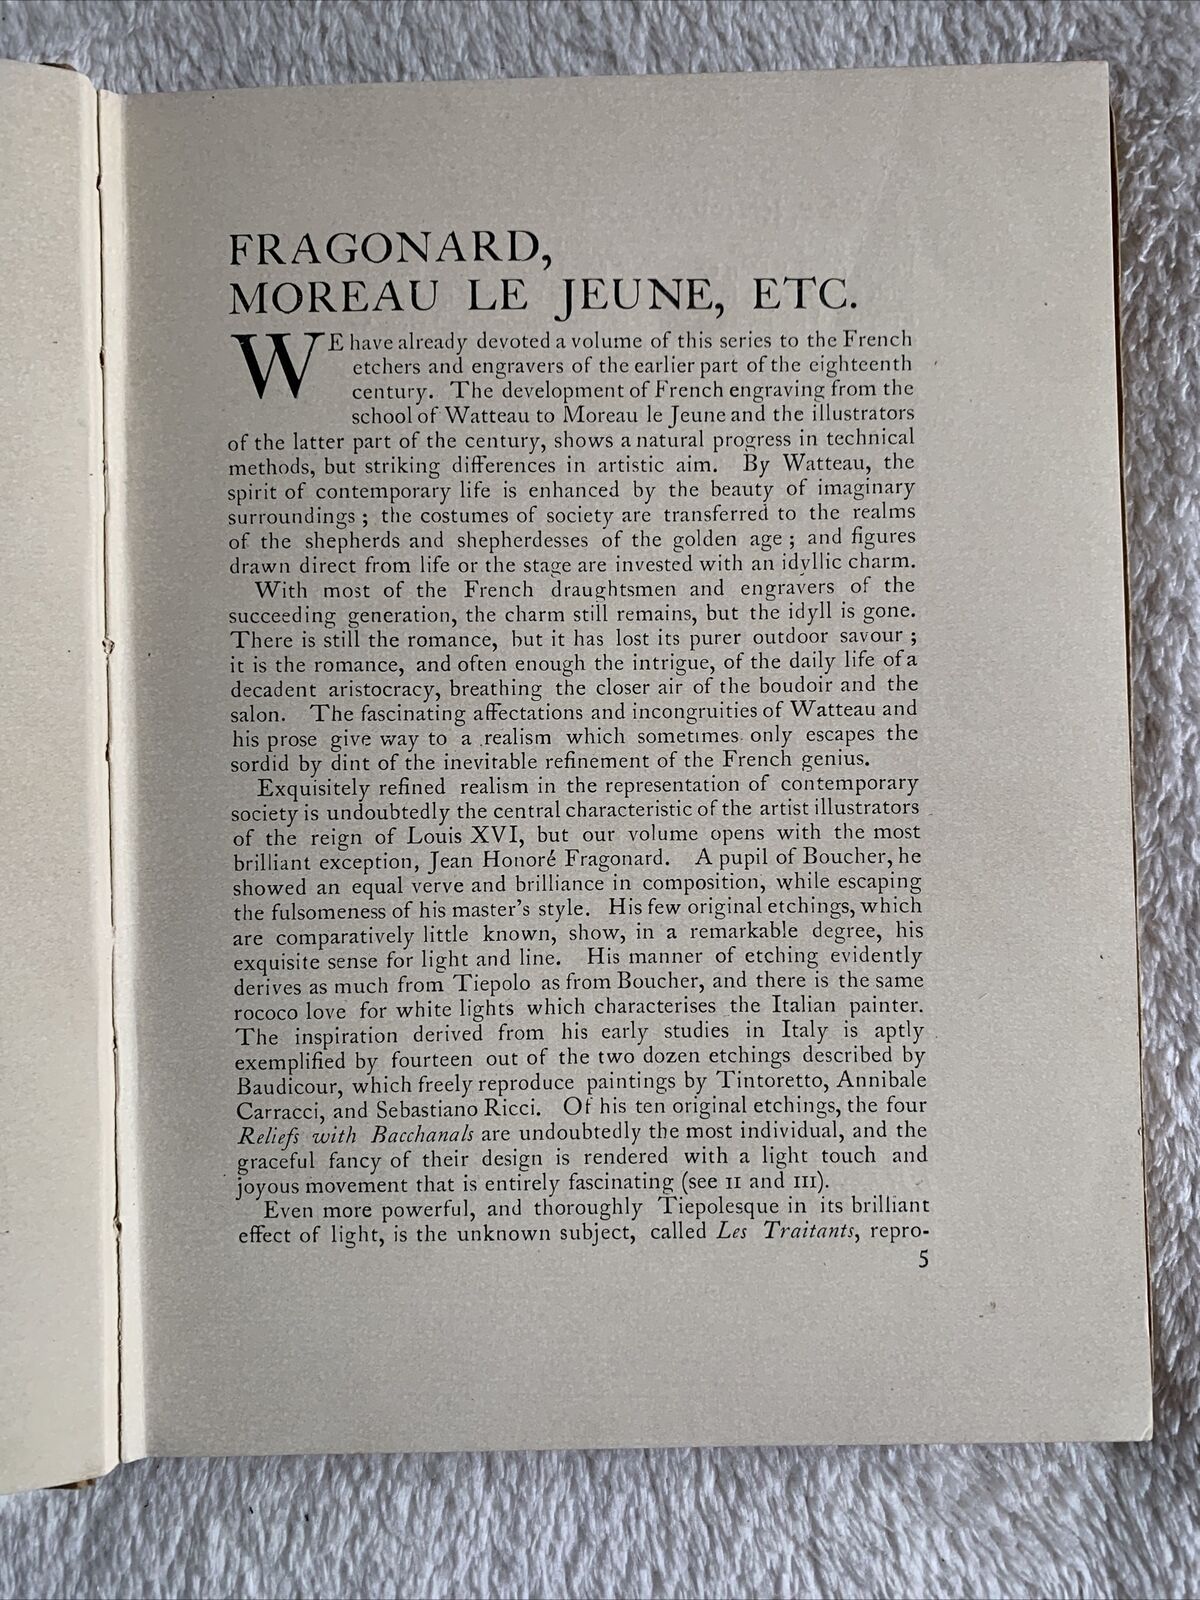 FRAGONARD,
MOREAU LE JEUNE, ETC.
WE have already devoted a volume of this series to the French
etchers and engravers of the earlier part of the eighteenth
century. The development of French engraving from the
school of Watteau to Moreau le Jeune and the illustrators
of the latter part of the century, shows a natural progress in technical
methods, but striking differences in artistic aim. By Watteau, the
spirit of contemporary life is enhanced by the beauty of imaginary
surroundings ; the costumes of society are transferred to the realms
of the shepherds and shepherdesses of the golden age ; and figures
drawn direct from life or the stage are invested with an idyllic charm.
With most of the French draughtsmen and engravers of the
succeeding generation, the charm still remains, but the idyll is gone.
There is still the romance, but it has lost its purer outdoor savour ;
it is the romance, and often enough the intrigue, of the daily life of a
decadent aristocracy, breathing the closer air of the boudoir and the
salon. The fascinating affectations and incongruities of Watteau and
his prose give way to a realism which sometimes only escapes the
sordid by dint of the inevitable refinement of the French genius.
Exquisitely refined realism in the representation of contemporary
society is undoubtedly the central characteristic of the artist illustrators
of the reign of Louis XVI, but our volume opens with the most
brilliant exception, Jean Honoré Fragonard. A pupil of Boucher, he
showed an equal verve and brilliance in composition, while escaping
the fulsomeness of his master's style. His few original etchings, which
are comparatively little known, show, in a remarkable degree, his
exquisite sense for light and line. His manner of etching evidently
derives as much from Tiepolo as from Boucher, and there is the same
rococo love for white lights which characterises the Italian painter.
The inspiration derived from his early studies in Italy is aptly
exemplified by fourteen out of the two dozen etchings described by
Baudicour, which freely reproduce paintings by Tintoretto, Annibale
Carracci, and Sebastiano Ricci. Of his ten original etchings, the four
Reliefs with Bacchanals are undoubtedly the most individual, and the
graceful fancy of their design is rendered with a light touch and
joyous movement that is entirely fascinating (see II and III).
Even more powerful, and thoroughly Tiepolesque in its brilliant
effect of light, is the unknown subject, called Les Traitants, repro-
5